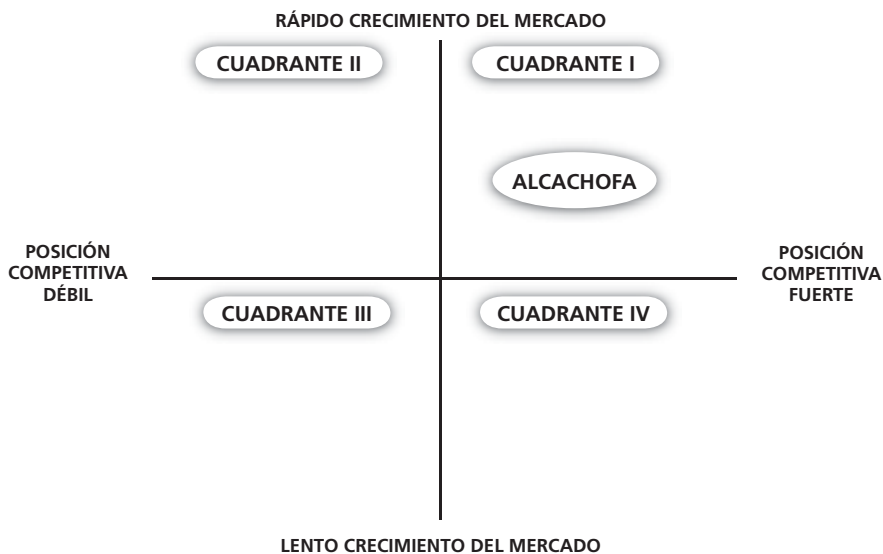 RÁPIDO CRECIMIENTO DEL MERCADO
CUADRANTE II
CUADRANTE I
ALCACHOFA
POSICIÓN
COMPETITIVA
DÉBIL
POSICIÓN
COMPETITIVA
FUERTE
CUADRANTE III
CUADRANTE IV
LENTO CRECIMIENTO DEL MERCADO